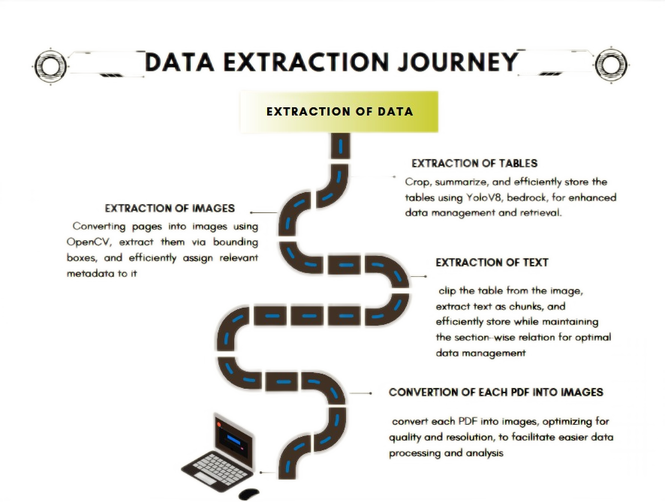 DATA EXTRACTION JOURNEY
EXTRACTION OF DATA
EXTRACTION OF TABLES
Crop, summarize, and efficiently store the
tables using YoloV8, bedrock, for enhanced
data management and retrieval.
EXTRACTION OF IMAGES
Converting pages into images using
OpenCV, extract them via bounding
boxes, and efficiently assign relevant
metadata to it
EXTRACTION OF TEXT
clip the table from the image,
extract text as chunks, and
efficiently store while maintaining
the section-wise relation for optimal
data management
CONVERTION OF EACH PDF INTO IMAGES
convert each PDF into images, optimizing for
quality and resolution, to facilitate easier data
processing and analysis